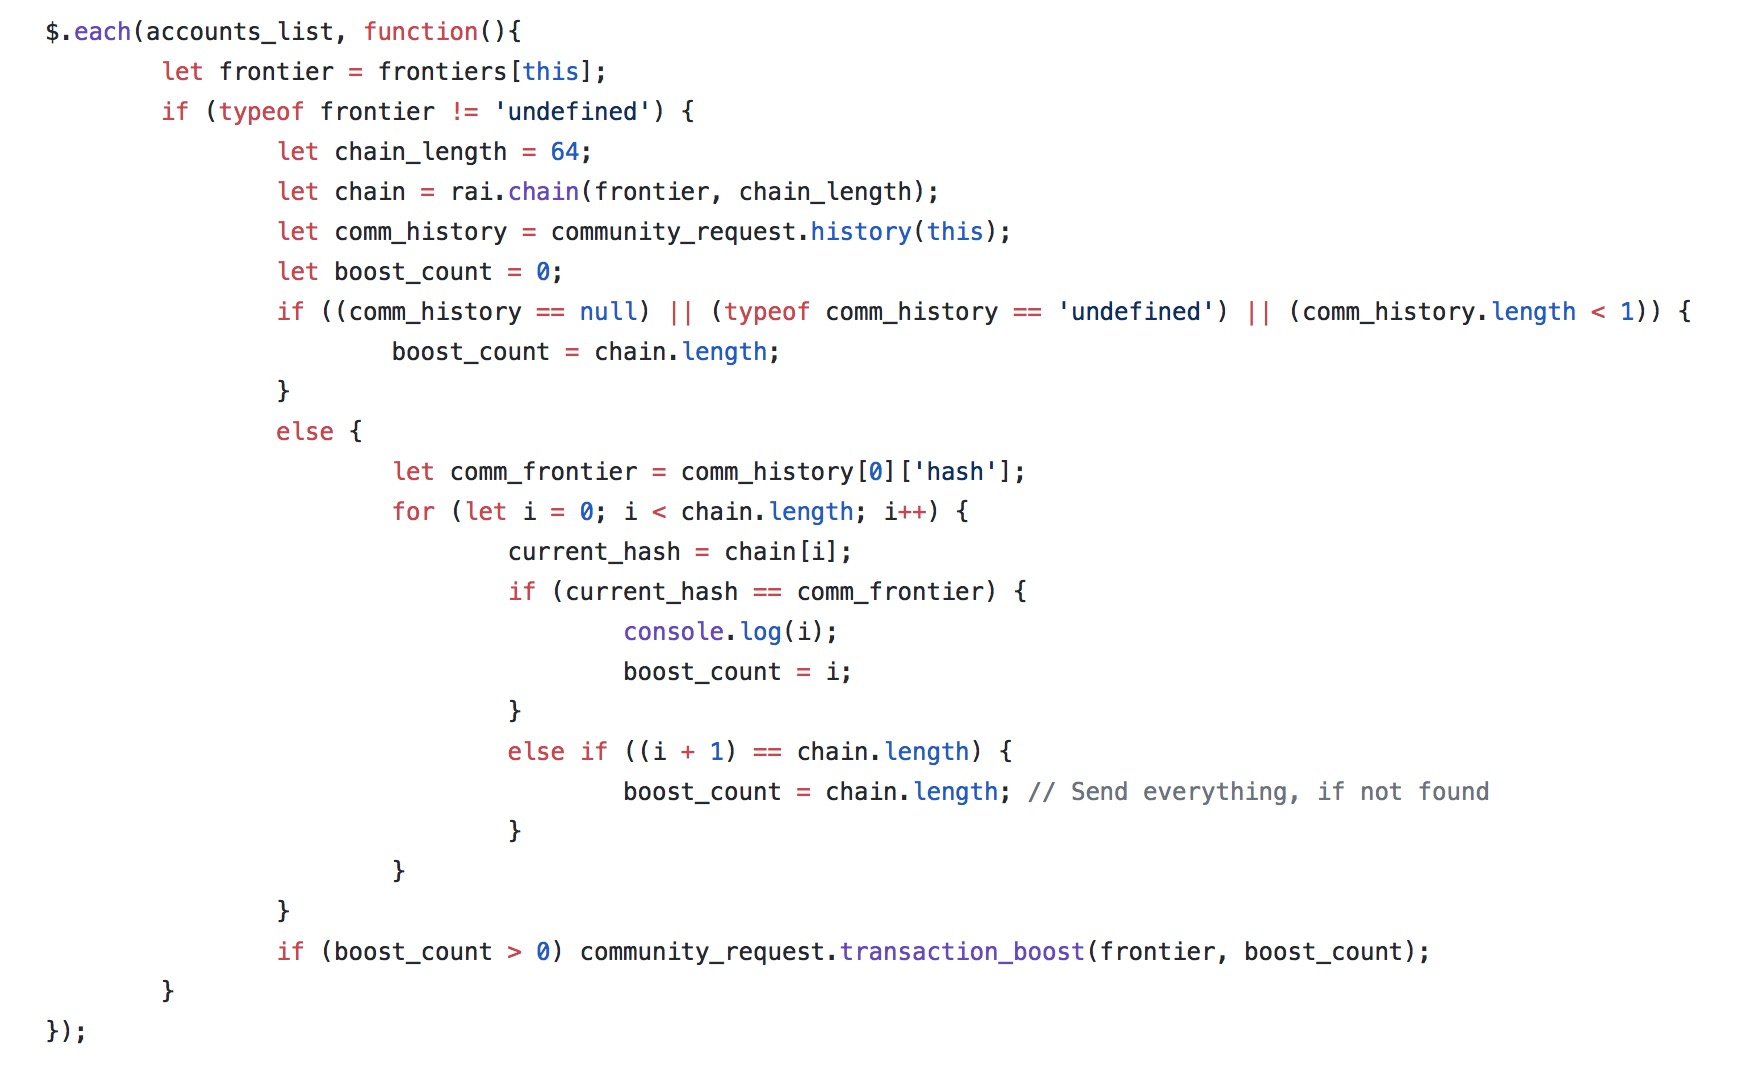 $.each(accounts_list, function(){
        let frontier = frontiers[this];
        if (typeof frontier != 'undefined') {
                let chain_length = 64;
                let chain = rai.chain(frontier, chain_length);
                let comm_history = community_request.history(this);
                let boost_count = 0;
                if ((comm_history == null) || (typeof comm_history == 'undefined') || (comm_history.length < 1)) {
                        boost_count = chain.length;
                }
                else {
                        let comm_frontier = comm_history[0]['hash'];
                        for (let i = 0; i < chain.length; i++) {
                                current_hash = chain[i];
                                if (current_hash == comm_frontier) {
                                        console.log(i);
                                        boost_count = i;
                                }
                                else if ((i + 1) == chain.length) {
                                        boost_count = chain.length; // Send everything, if not found
                                }
                        }
                }
                if (boost_count > 0) community_request.transaction_boost(frontier, boost_count);
        }
});